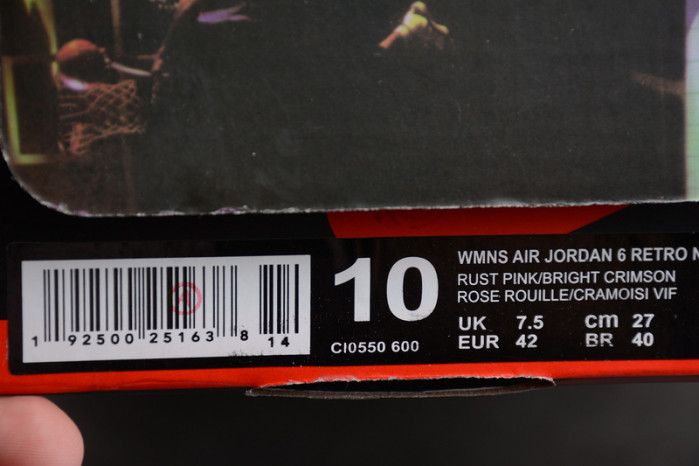 WMNS AIR JORDAN 6 RETRO N
RUST PINK/BRIGHT CRIMSON
ROSE ROUILLE/CRAMOISI VIF
10
UK 7.5 cm 27
EUR 42 BR 40
CI0550 600
1 92500 25163 8 14